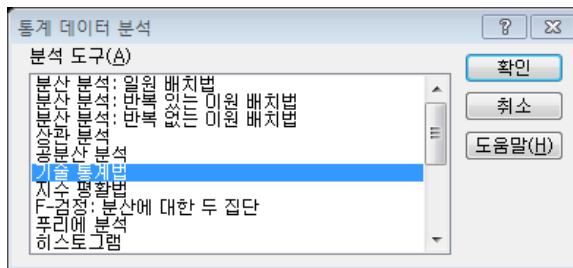 통계 데이터 분석
분석 도구(A)
확인
분산 분석: 일원 배치법
분산 분석: 반복 있는 이원 배치법
분산 분석: 반복 없는 이원 배치법
취소
상관 분석
공분산 분석
도움말(H)
기술 통계법
지수 평활법
F-검정: 분산에 대한 두 집단
푸리에 분석
히스토그램